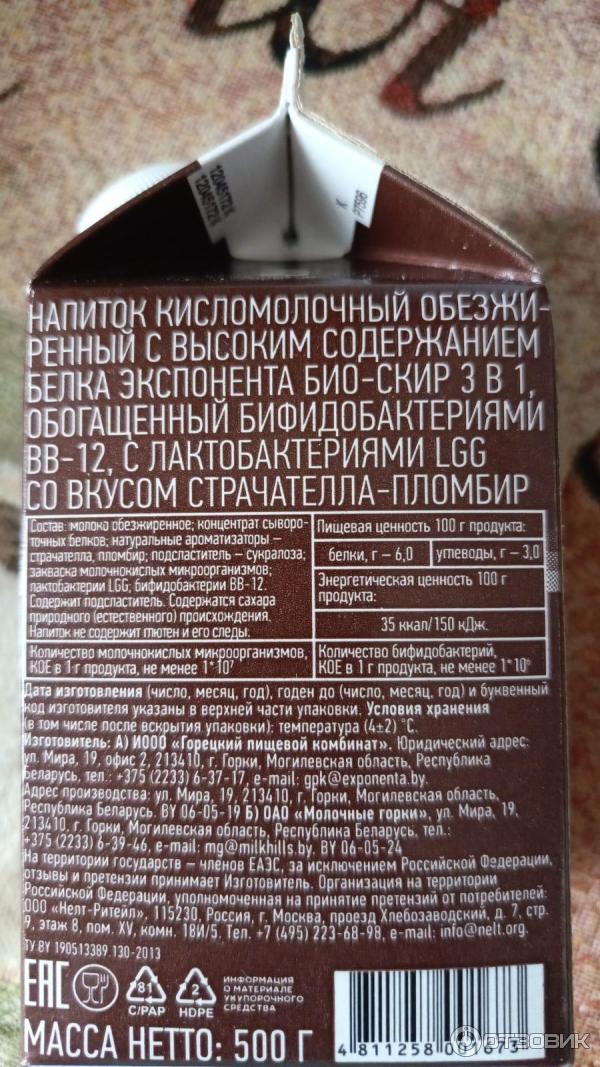 НАПИТОК КИСЛОМОЛОЧНЫЙ ОБЕЗЖИ-
РЕННЫЙ С ВЫСОКИМ СОДЕРЖАНИЕМ
БЕЛКА ЭКСПОНЕНТА БИО-СКИР 3 В 1,
ОБОГАЩЕННЫЙ БИФИДОБАКТЕРИЯМИ
BB-12, С ЛАКТОБАКТЕРИЯМИ LGG
СО ВКУСОМ СТРАЧАТЕЛЛА-ПЛОМБИР
Состав: молоко обезжиренное; концентрат сыворо-
точных белков; натуральные ароматизаторы –
страчателла, пломбир; подсластитель – сукралоза;
закваска молочнокислых микроорганизмов;
лактобактерии LGG; бифидобактерии BB-12.
Содержит подсластитель. Содержатся сахара
природного (естественного) происхождения.
Напиток не содержит глютен и его следы.
Пищевая ценность 100 г продукта:
белки, г – 6,0
углеводы, г – 3,0
Энергетическая ценность 100 г
продукта:
35 ккал/150 кДж.
Количество молочнокислых микроорганизмов,
КОЕ в 1 г продукта, не менее 1*10⁷
Количество бифидобактерий,
КОЕ в 1 г продукта, не менее
Дата изготовления (число, месяц, год), годен до (число, месяц, год) и буквенный
код изготовителя указаны в верхней части упаковки. Условия хранения
(в том числе после вскрытия упаковки): температура (4±2) °С.
Изготовитель: А) ИООО «Горецкий пищевой комбинат». Юридический адрес:
ул. Мира, 19, офис 2, 213410, г. Горки, Могилевская область, Республика
Беларусь, тел.: +375 (2233) 6-37-17, e-mail: gpk@exponenta.by.
Адрес производства: ул. Мира, 19, 213410, г. Горки, Могилевская область,
Республика Беларусь. BY 06-05-19 Б) ОАО «Молочные горки», ул. Мира, 19,
213410, г. Горки, Могилевская область, Республика Беларусь, тел.:
+375 (2233) 6-39-46, e-mail: mg@milkhills.by. BY 06-05-24
На территории государств – членов ЕАЭС, за исключением Российской Федерации,
отзывы и претензии принимает Изготовитель. Организация на территории
Российской Федерации, уполномоченная на принятие претензий от потребителей:
ООО «Нелт-Ритейл», 115230, Россия, г. Москва, проезд Хлебозаводский, д. 7, стр.
9, этаж 8, пом. XV, комн. 18И/5. Тел. +7 (495) 223-68-98, e-mail: info@nelt.org.
ТУ BY 190513389.130-2013
EAC
81
C/PAP
2
HDPE
ИНФОРМАЦИЯ
О МАТЕРИАЛЕ
УКУПОРОЧНОГО
СРЕДСТВА
МАССА НЕТТО: 500 Г
ОТЗОВИК